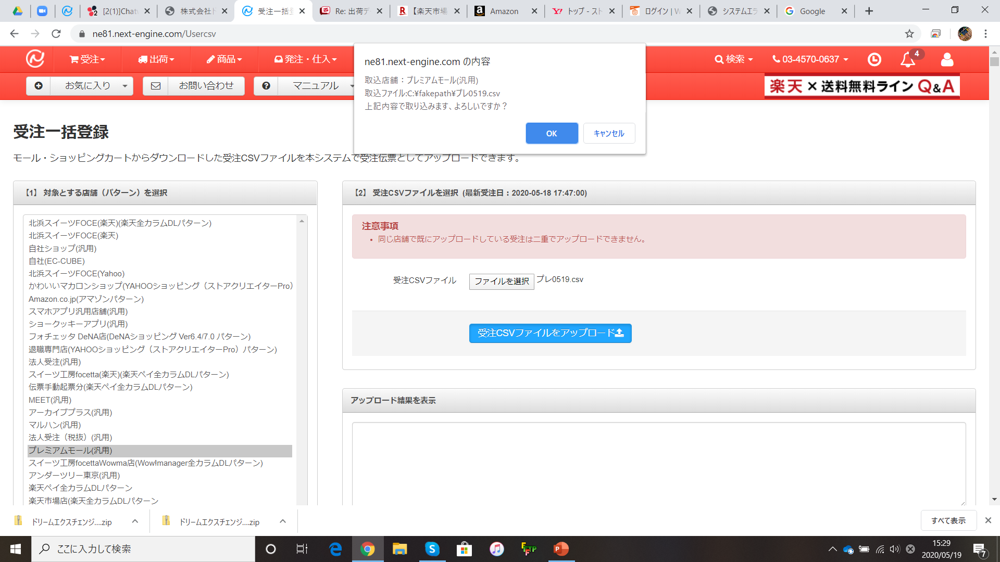 [2(1)]Chatw
株式会社ド
受注一括登
Re: 出荷デ
【楽天市場
Amazon
トップ - スト
ログイン | W
システムエラ
Google
ne81.next-engine.com/Usercsv
受注
出荷
商品
発注・仕入
検索
03-4570-0637
4
お気に入り
お問い合わせ
マニュアル
楽天×送料無料ライン Q&A
ne81.next-engine.com の内容
取込店舗：プレミアムモール(汎用)
取込ファイル:C:¥fakepath¥プレ0519.csv
上記内容で取り込みます、よろしいですか？
OK
キャンセル
受注一括登録
モール・ショッピングカートからダウンロードした受注CSVファイルを本システムで受注伝票としてアップロードできます。
【1】 対象とする店舗（パターン）を選択
北浜スイーツFOCE(楽天)(楽天全カラムDLパターン)
北浜スイーツFOCE(楽天)
自社ショップ(汎用)
自社(EC-CUBE)
北浜スイーツFOCE(Yahoo)
かわいいマカロンショップ(YAHOOショッピング（ストアクリエイターPro）
Amazon.co.jp(アマゾンパターン)
スマホアプリ汎用店舗(汎用)
ショークッキーアプリ(汎用)
フォチェッタ DeNA店(DeNAショッピング Ver6.4/7.0 パターン)
退職専門店(YAHOOショッピング（ストアクリエイターPro）パターン)
法人受注(汎用)
スイーツ工房focetta(楽天)(楽天ペイ全カラムDLパターン)
伝票手動起票分(楽天ペイ全カラムDLパターン)
MEET(汎用)
アーカイブプラス(汎用)
マルハン(汎用)
法人受注（税抜）(汎用)
プレミアムモール(汎用)
スイーツ工房focettaWowma店(Wow!manager全カラムDLパターン)
アンダーツリー東京(汎用)
楽天ペイ全カラムDLパターン
楽天市場店(楽天全カラムDLパターン
【2】 受注CSVファイルを選択 (最新受注日：2020-05-18 17:47:00)
注意事項
• 同じ店舗で既にアップロードしている受注は二重でアップロードできません。
受注CSVファイル
ファイルを選択 プレ0519.csv
受注CSVファイルをアップロード
アップロード結果を表示
ドリームエクスチェンジ....zip
ドリームエクスチェンジ....zip
すべて表示
ここに入力して検索
15:29
2020/05/19
7